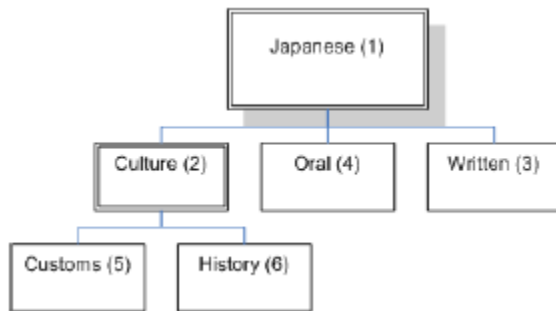 Japanese (1)
Culture (2)
Oral (4)
Written (3)
Customs (5)
History (6)